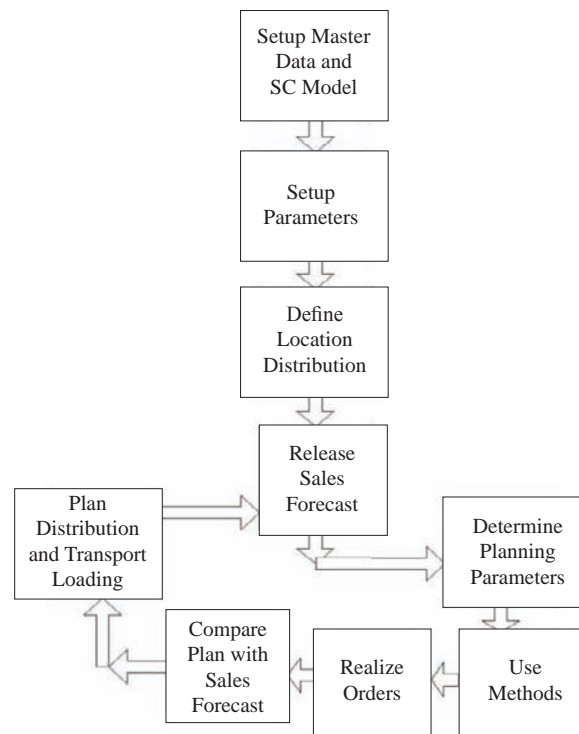 Setup Master
Data and
SC Model
Setup
Parameters
Define
Location
Distribution
Release
Sales
Forecast
Plan
Distribution
and Transport
Loading
Determine
Planning
Parameters
Compare
Plan with
Sales
Forecast
Realize
Orders
Use
Methods